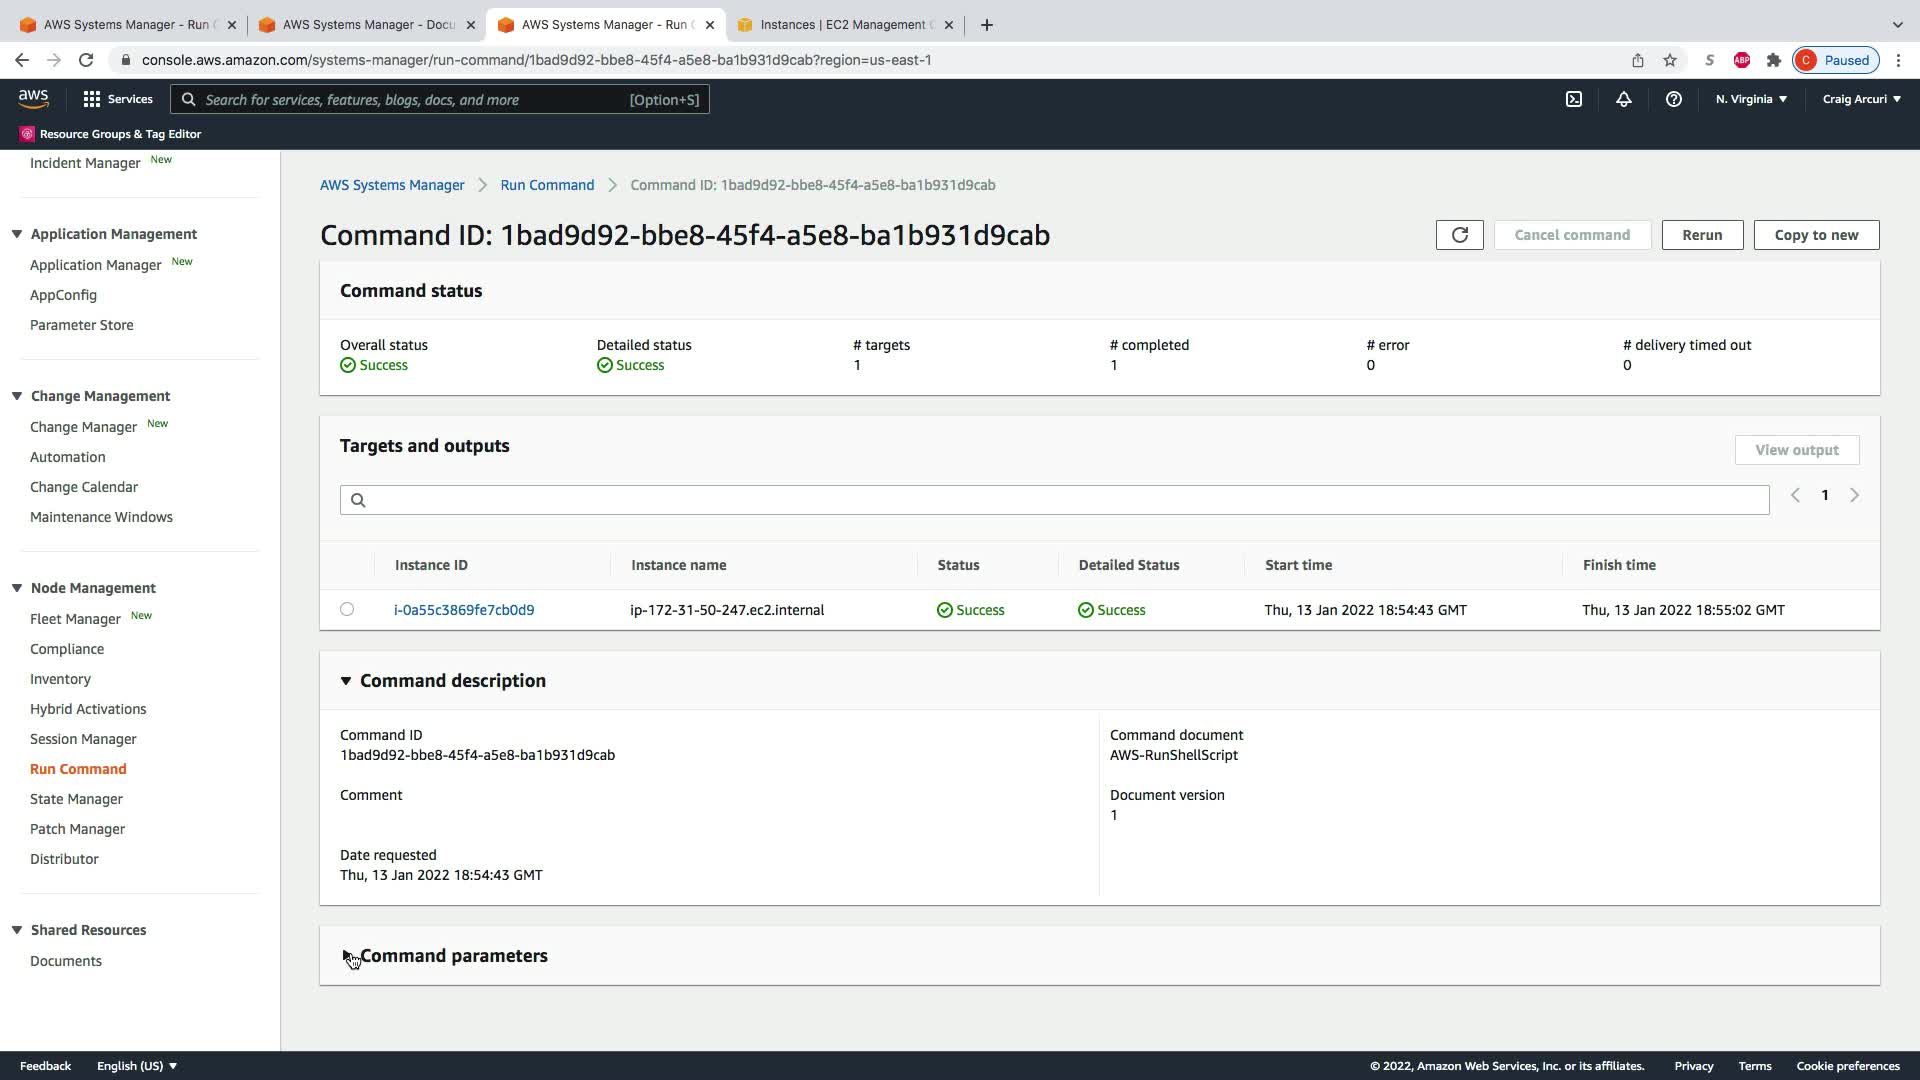 AWS Systems Manager - Run C
AWS Systems Manager - Docu
AWS Systems Manager - Run C
Instances | EC2 Management C
console.aws.amazon.com/systems-manager/run-command/1bad9d92-bbe8-45f4-a5e8-ba1b931d9cab?region=us-east-1
S
ABP
C Paused
aws
Services
Search for services, features, blogs, docs, and more [Option+S]
N. Virginia
Craig Arcuri
Resource Groups & Tag Editor
Incident Manager New
Application Management
Application Manager New
AppConfig
Parameter Store
Change Management
Change Manager New
Automation
Change Calendar
Maintenance Windows
Node Management
Fleet Manager New
Compliance
Inventory
Hybrid Activations
Session Manager
Run Command
State Manager
Patch Manager
Distributor
Shared Resources
Documents
AWS Systems Manager > Run Command > Command ID: 1bad9d92-bbe8-45f4-a5e8-ba1b931d9cab
Command ID: 1bad9d92-bbe8-45f4-a5e8-ba1b931d9cab
Cancel command
Rerun
Copy to new
Command status
Overall status
Success
Detailed status
Success
# targets
1
# completed
1
# error
0
# delivery timed out
0
Targets and outputs
View output
1
Instance ID Instance name Status Detailed Status Start time Finish time
i-0a55c3869fe7cb0d9 ip-172-31-50-247.ec2.internal Success Success Thu, 13 Jan 2022 18:54:43 GMT Thu, 13 Jan 2022 18:55:02 GMT
Command description
Command ID
1bad9d92-bbe8-45f4-a5e8-ba1b931d9cab
Command document
AWS-RunShellScript
Comment
Document version
1
Date requested
Thu, 13 Jan 2022 18:54:43 GMT
Command parameters
Feedback
English (US)
© 2022, Amazon Web Services, Inc. or its affiliates.
Privacy
Terms
Cookie preferences